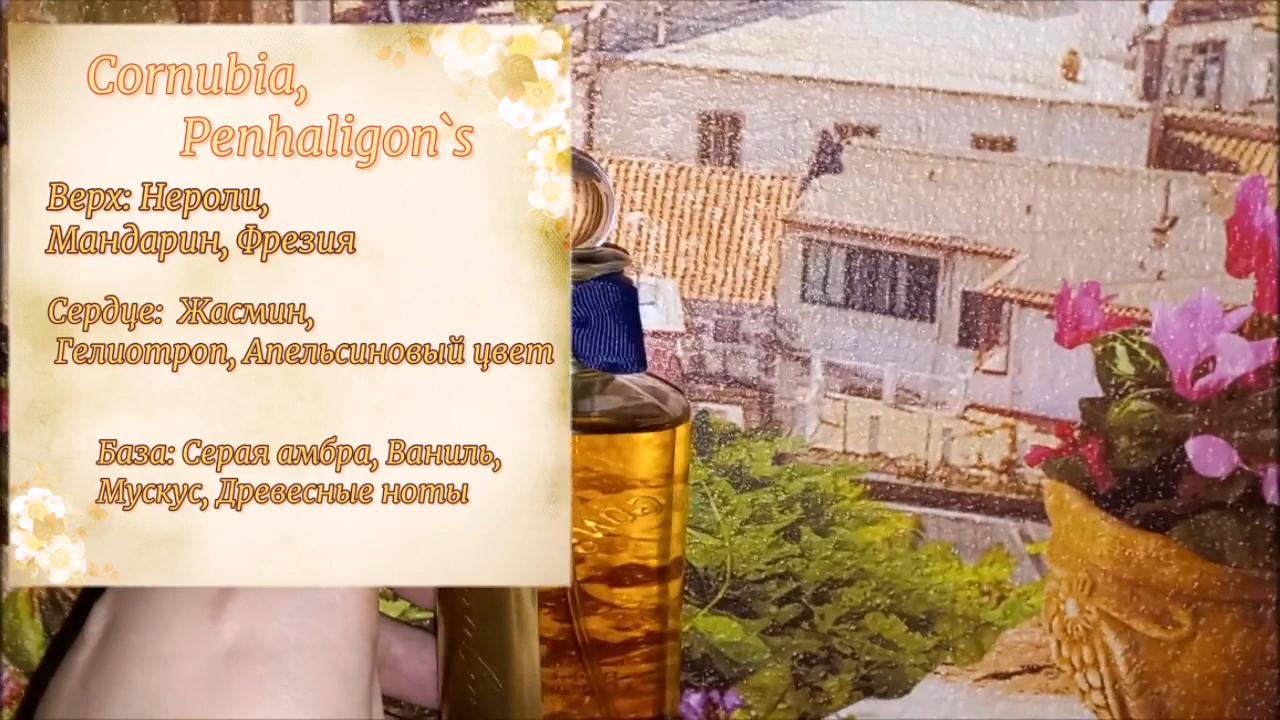 Cornubia,
Penhaligon`s
Верх: Нероли,
Мандарин, Фрезия
Сердце: Жасмин,
Гелиотроп, Апельсиновый цвет
База: Серая амбра, Ваниль,
Мускус, Древесные ноты